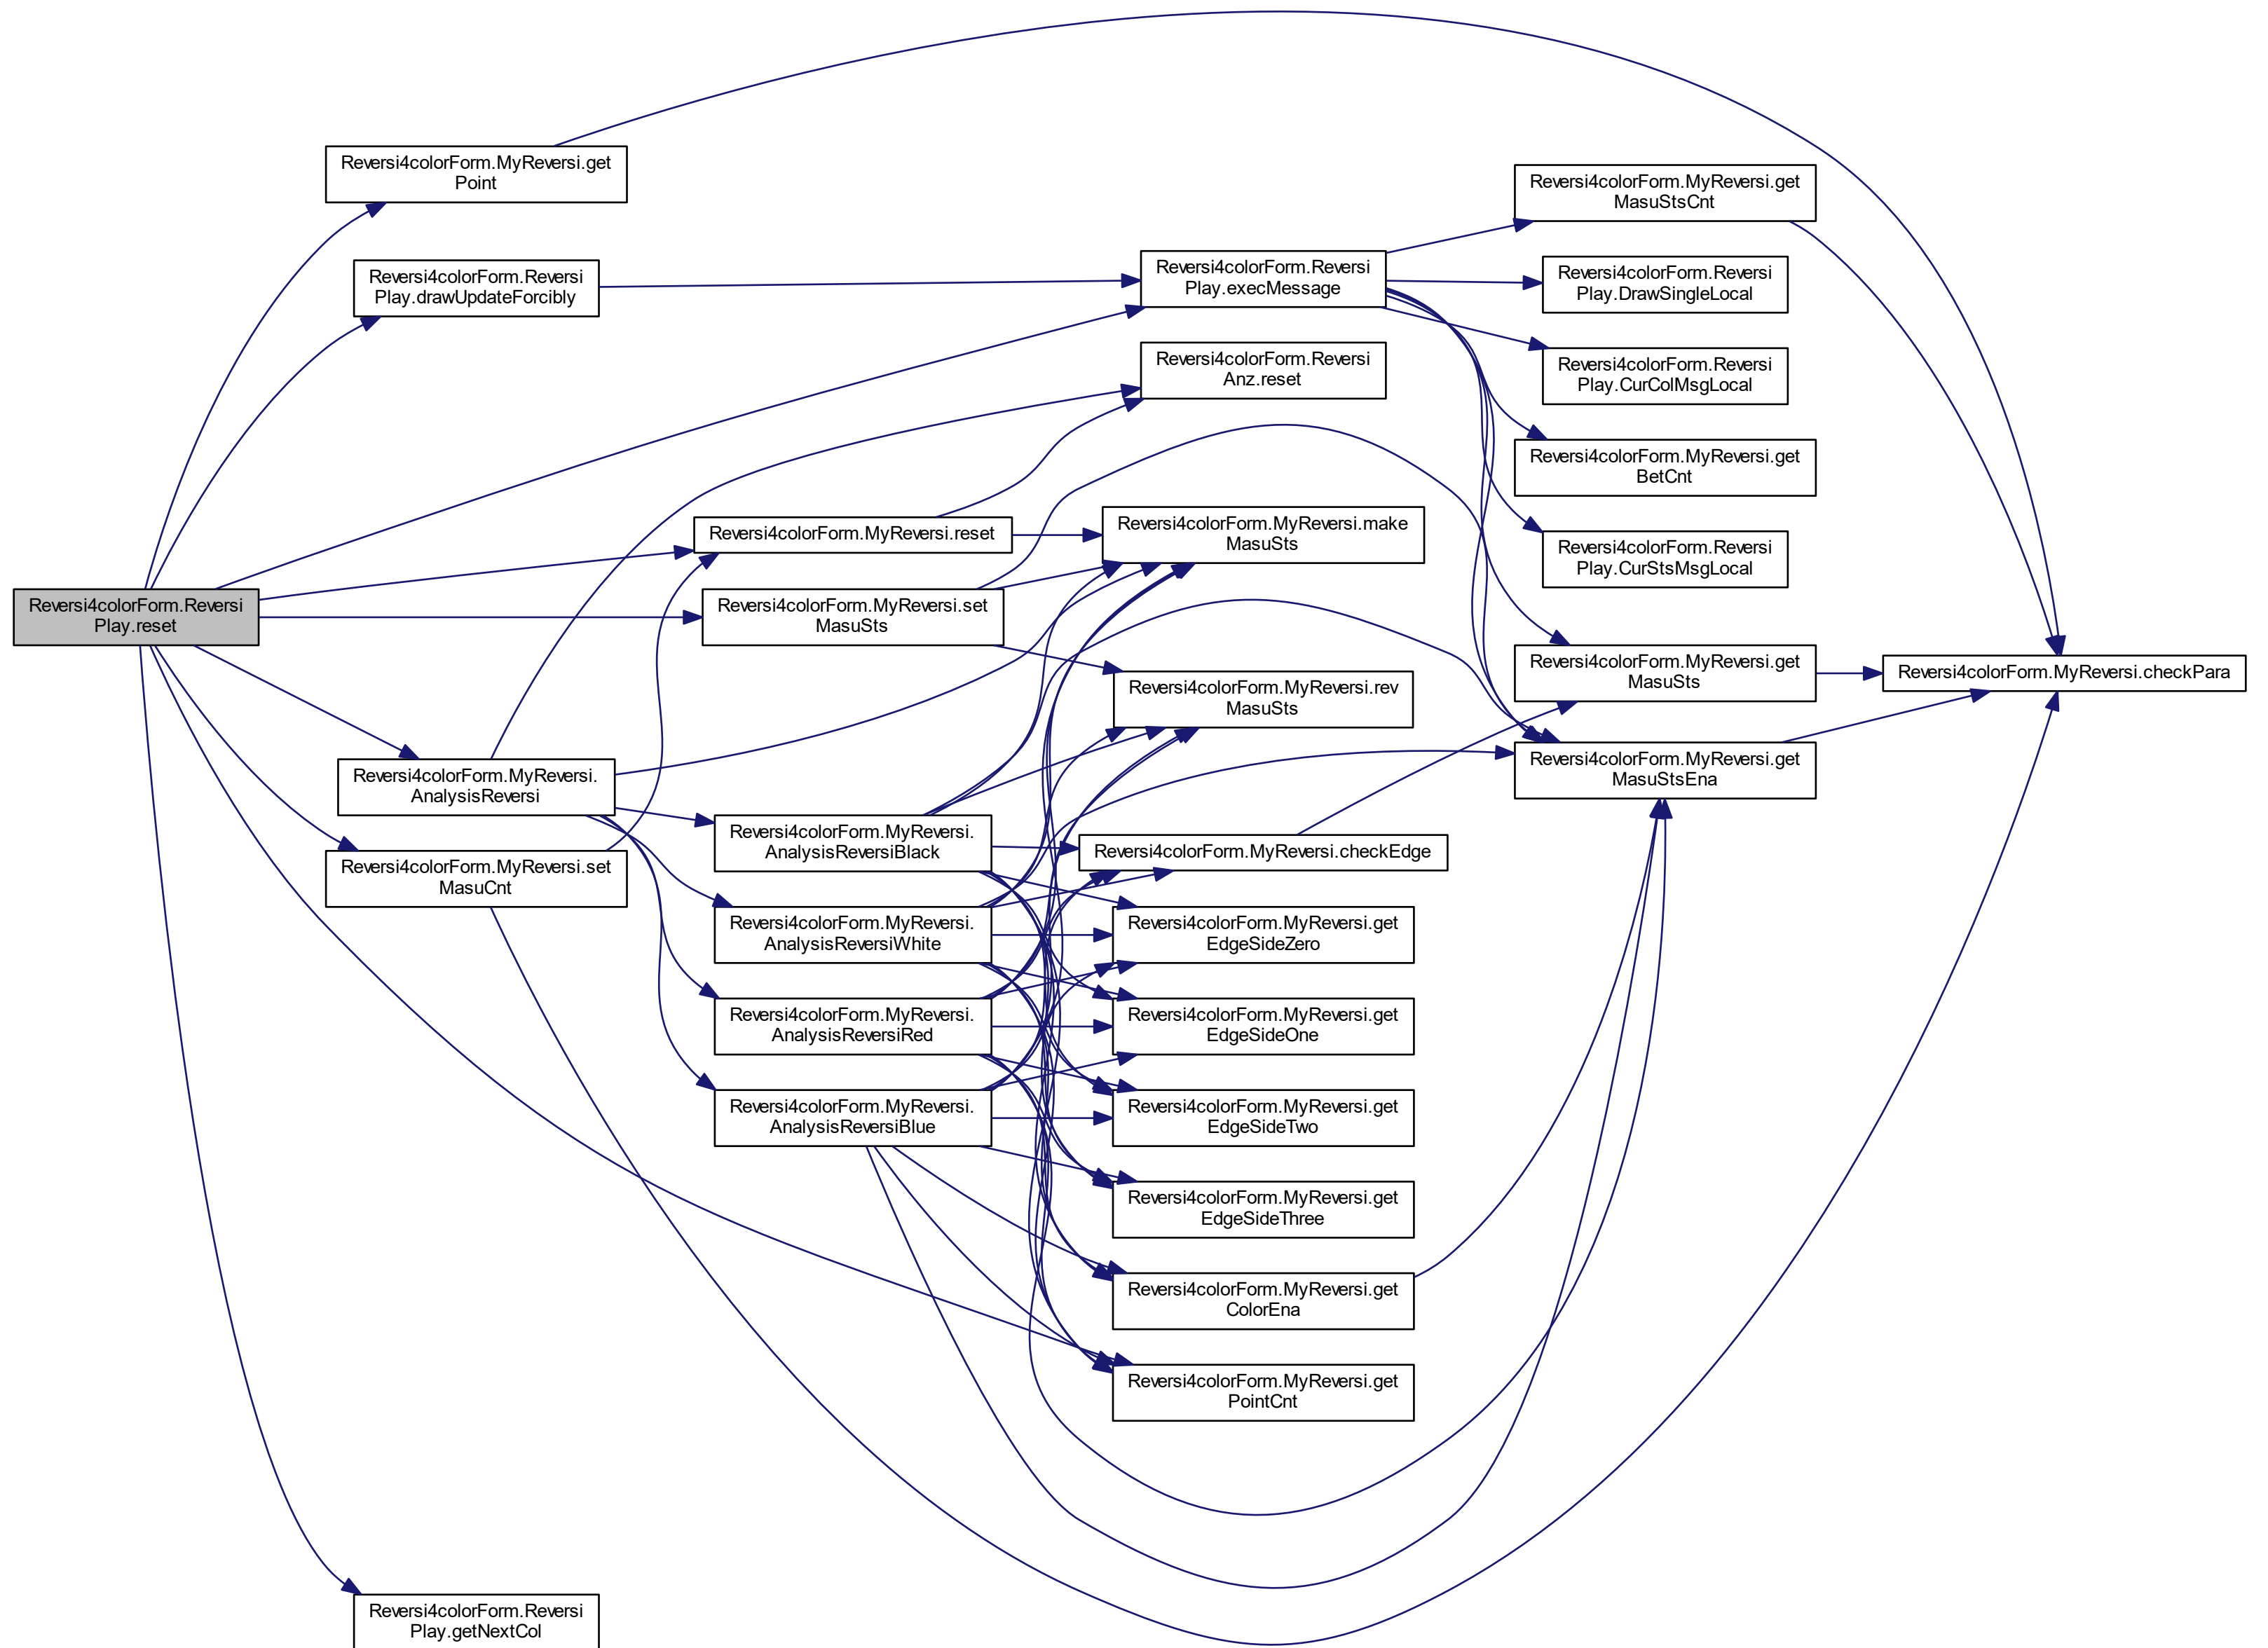 Reversi4colorForm.Reversi
Play.reset
Reversi4colorForm.MyReversi.get
Point
Reversi4colorForm.Reversi
Play.drawUpdateForcibly
Reversi4colorForm.MyReversi.
AnalysisReversi
Reversi4colorForm.MyReversi.set
MasuCnt
Reversi4colorForm.Reversi
Play.getNextCol
Reversi4colorForm.MyReversi.reset
Reversi4colorForm.MyReversi.set
MasuSts
Reversi4colorForm.MyReversi.
AnalysisReversiBlack
Reversi4colorForm.MyReversi.
AnalysisReversiWhite
Reversi4colorForm.MyReversi.
AnalysisReversiRed
Reversi4colorForm.MyReversi.
AnalysisReversiBlue
Reversi4colorForm.Reversi
Play.execMessage
Reversi4colorForm.Reversi
Anz.reset
Reversi4colorForm.MyReversi.make
MasuSts
Reversi4colorForm.MyReversi.rev
MasuSts
Reversi4colorForm.MyReversi.checkEdge
Reversi4colorForm.MyReversi.get
EdgeSideZero
Reversi4colorForm.MyReversi.get
EdgeSideOne
Reversi4colorForm.MyReversi.get
EdgeSideTwo
Reversi4colorForm.MyReversi.get
EdgeSideThree
Reversi4colorForm.MyReversi.get
ColorEna
Reversi4colorForm.MyReversi.get
PointCnt
Reversi4colorForm.MyReversi.get
MasuStsCnt
Reversi4colorForm.Reversi
Play.DrawSingleLocal
Reversi4colorForm.Reversi
Play.CurColMsgLocal
Reversi4colorForm.MyReversi.get
BetCnt
Reversi4colorForm.Reversi
Play.CurStsMsgLocal
Reversi4colorForm.MyReversi.get
MasuSts
Reversi4colorForm.MyReversi.get
MasuStsEna
Reversi4colorForm.MyReversi.checkPara